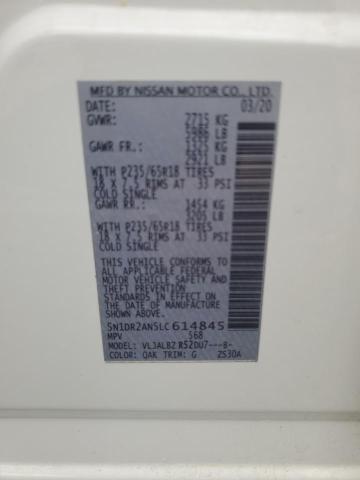 MFD BY NISSAN MOTOR CO., LTD.
DATE: 03/20
GVWR: 2715 KG
5986 LB
GAWR FR.: 1325 KG
2921 LB
WITH P235/65R18 TIRES
18 X 7.5 RIMS AT 33 PSI
COLD SINGLE
GAWR RR.: 1454 KG
3205 LB
WITH P235/65R18 TIRES
18 X 7.5 RIMS AT 33 PSI
COLD SINGLE
THIS VEHICLE CONFORMS TO ALL
APPLICABLE FEDERAL MOTOR
VEHICLE SAFETY AND THEFT
PREVENTION STANDARDS IN
EFFECT ON THE DATE OF
MANUFACTURE SHOWN ABOVE.
5N1DR2AN5LC614845
MPV 568
MODEL: VLJALBZ R52DU7---B-
COLOR: QAK TRIM: G ZS30A